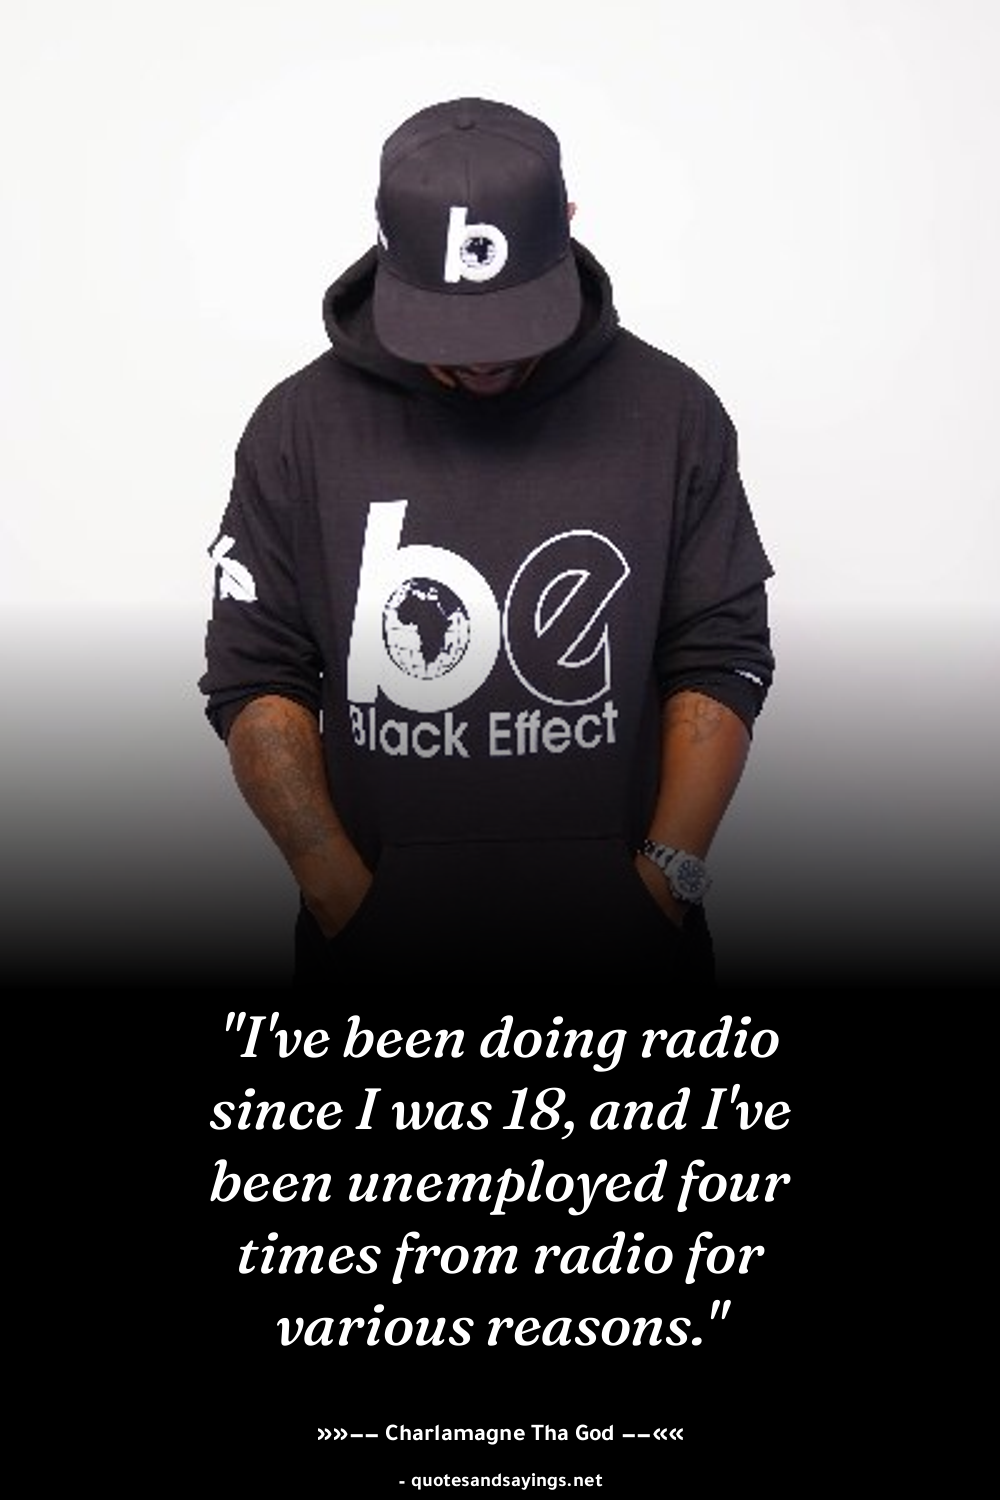 b
be
Black Effect
"I've been doing radio
since I was 18, and I've
been unemployed four
times from radio for
various reasons."
»»−− Charlamagne Tha God −−««
- quotesandsayings.net